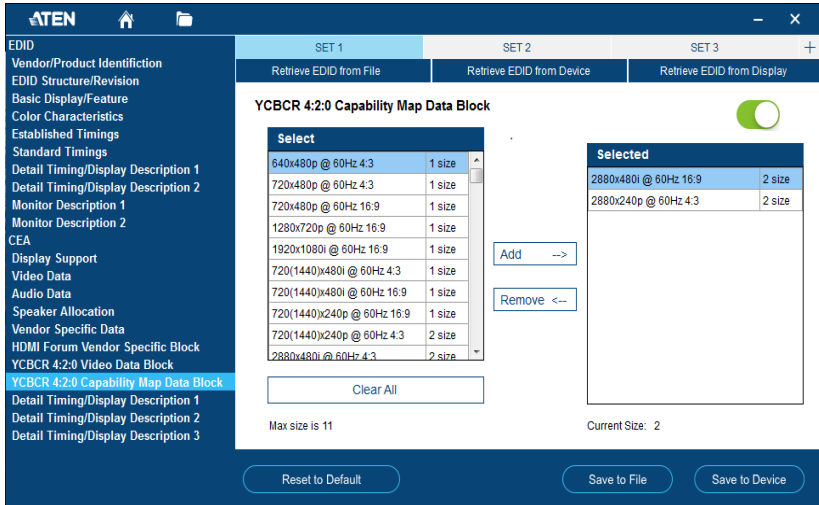 ATEN
EDID
Vendor/Product Identifiction
EDID Structure/Revision
Basic Display/Feature
Color Characteristics
Established Timings
Standard Timings
Detail Timing/Display Description 1
Detail Timing/Display Description 2
Monitor Description 1
Monitor Description 2
CEA
Display Support
Video Data
Audio Data
Speaker Allocation
Vendor Specific Data
HDMI Forum Vendor Specific Block
YCBCR 4:2:0 Video Data Block
YCBCR 4:2:0 Capability Map Data Block
Detail Timing/Display Description 1
Detail Timing/Display Description 2
Detail Timing/Display Description 3
SET 1 SET 2 SET 3 +
Retrieve EDID from File Retrieve EDID from Device Retrieve EDID from Display
YCBCR 4:2:0 Capability Map Data Block
Select
640x480p @ 60Hz 4:3 1 size
720x480p @ 60Hz 4:3 1 size
720x480p @ 60Hz 16:9 1 size
1280x720p @ 60Hz 16:9 1 size
1920x1080i @ 60Hz 16:9 1 size
720(1440)x480i @ 60Hz 4:3 1 size
720(1440)x480i @ 60Hz 16:9 1 size
720(1440)x240p @ 60Hz 16:9 1 size
720(1440)x240p @ 60Hz 4:3 2 size
2880x480i @ 60Hz 4:3 2 size
Add -->
Remove <--
Selected
2880x480i @ 60Hz 16:9 2 size
2880x240p @ 60Hz 4:3 2 size
Clear All
Max size is 11
Current Size: 2
Reset to Default
Save to File
Save to Device